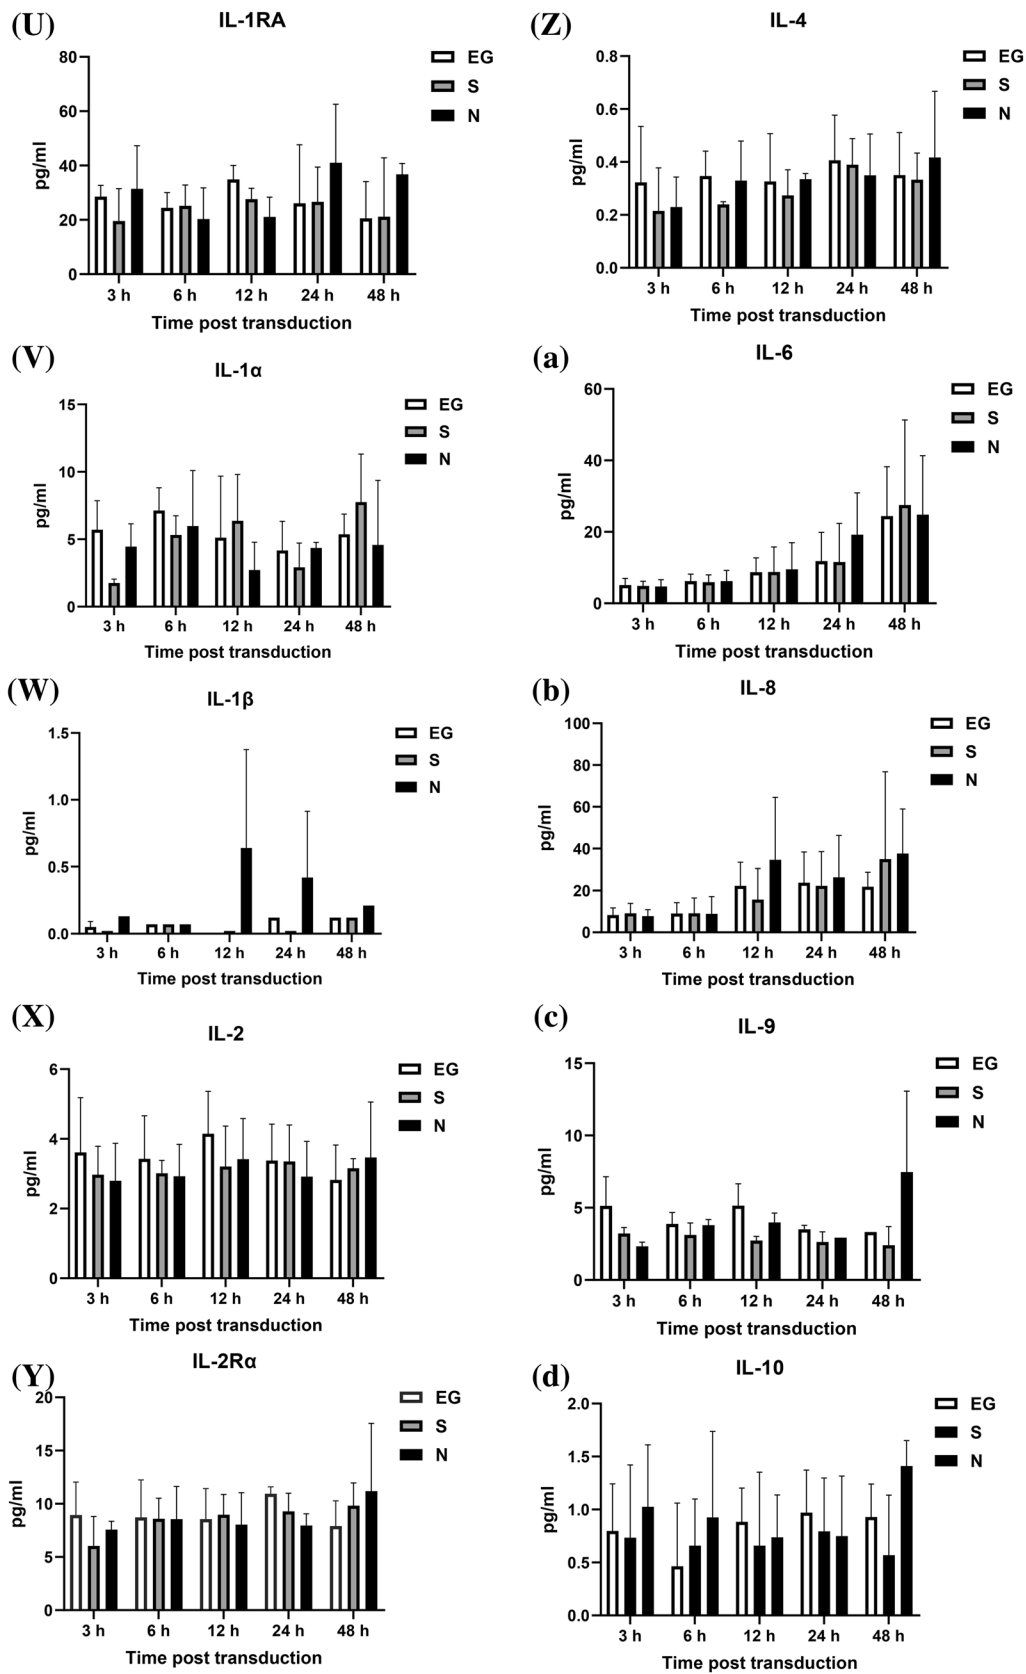 (U)
IL-1RA
EG
S
N
80
60
40
20
0
pg/ml
3 h 6 h 12 h 24 h 48 h
Time post transduction
(Z)
IL-4
EG
S
N
0.8
0.6
0.4
0.2
0.0
pg/ml
3 h 6 h 12 h 24 h 48 h
Time post transduction
(V)
IL-1α
EG
S
N
15
10
5
0
pg/ml
3 h 6 h 12 h 24 h 48 h
Time post transduction
(a)
IL-6
EG
S
N
60
40
20
0
pg/ml
3 h 6 h 12 h 24 h 48 h
Time post transduction
(W)
IL-1β
EG
S
N
1.5
1.0
0.5
0.0
pg/ml
3 h 6 h 12 h 24 h 48 h
Time post transduction
(b)
IL-8
EG
S
N
100
80
60
40
20
0
pg/ml
3 h 6 h 12 h 24 h 48 h
Time post transduction
(X)
IL-2
EG
S
N
6
4
2
0
pg/ml
3 h 6 h 12 h 24 h 48 h
Time post transduction
(c)
IL-9
EG
S
N
15
10
5
0
pg/ml
3 h 6 h 12 h 24 h 48 h
Time post transduction
(Y)
IL-2Rα
EG
S
N
20
15
10
5
0
pg/ml
3 h 6 h 12 h 24 h 48 h
Time post transduction
(d)
IL-10
EG
S
N
2.0
1.5
1.0
0.5
0.0
pg/ml
3 h 6 h 12 h 24 h 48 h
Time post transduction